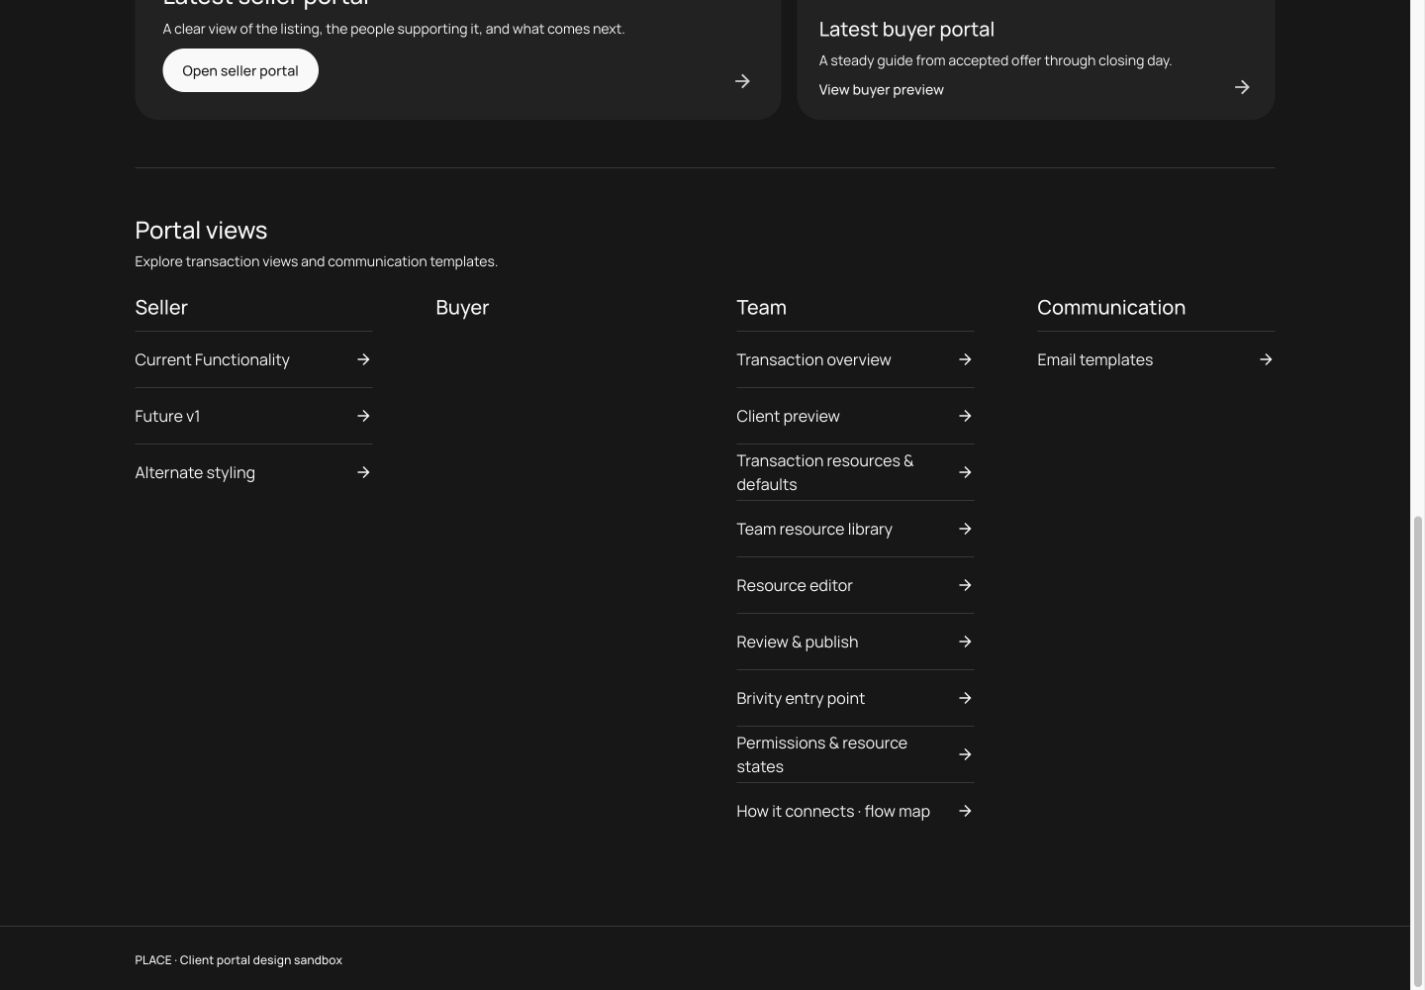 Latest seller portal
A clear view of the listing, the people supporting it, and what comes next.
Open seller portal
Latest buyer portal
A steady guide from accepted offer through closing day.
View buyer preview
Portal views
Explore transaction views and communication templates.
Seller
Current Functionality
Future v1
Alternate styling
Buyer
Team
Transaction overview
Client preview
Transaction resources &
defaults
Team resource library
Resource editor
Review & publish
Brivity entry point
Permissions & resource
states
How it connects · flow map
Communication
Email templates
PLACE · Client portal design sandbox